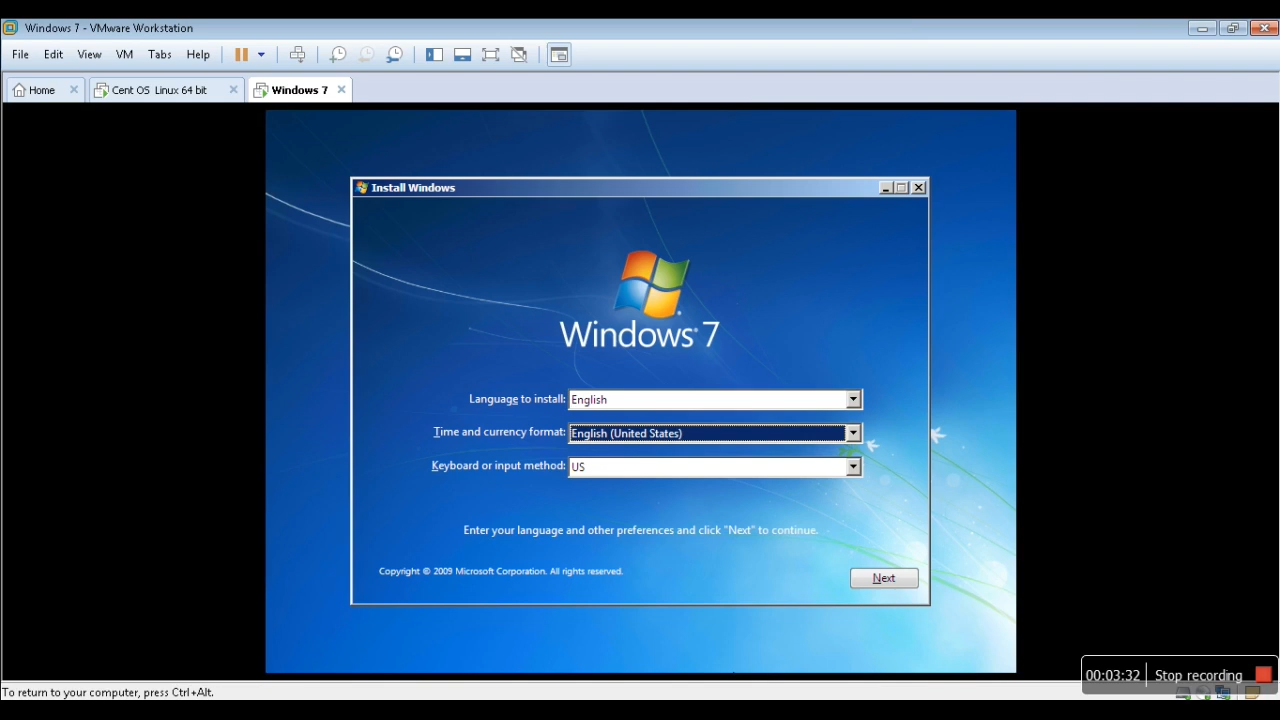 Windows 7 - VMware Workstation
File Edit View VM Tabs Help
Home Cent OS Linux 64 bit Windows 7
Install Windows
Windows 7
Language to install: English
Time and currency format: English (United States)
Keyboard or input method: US
Enter your language and other preferences and click "Next" to continue.
Copyright © 2009 Microsoft Corporation. All rights reserved.
Next
00:03:32 Stop recording
To return to your computer, press Ctrl+Alt.